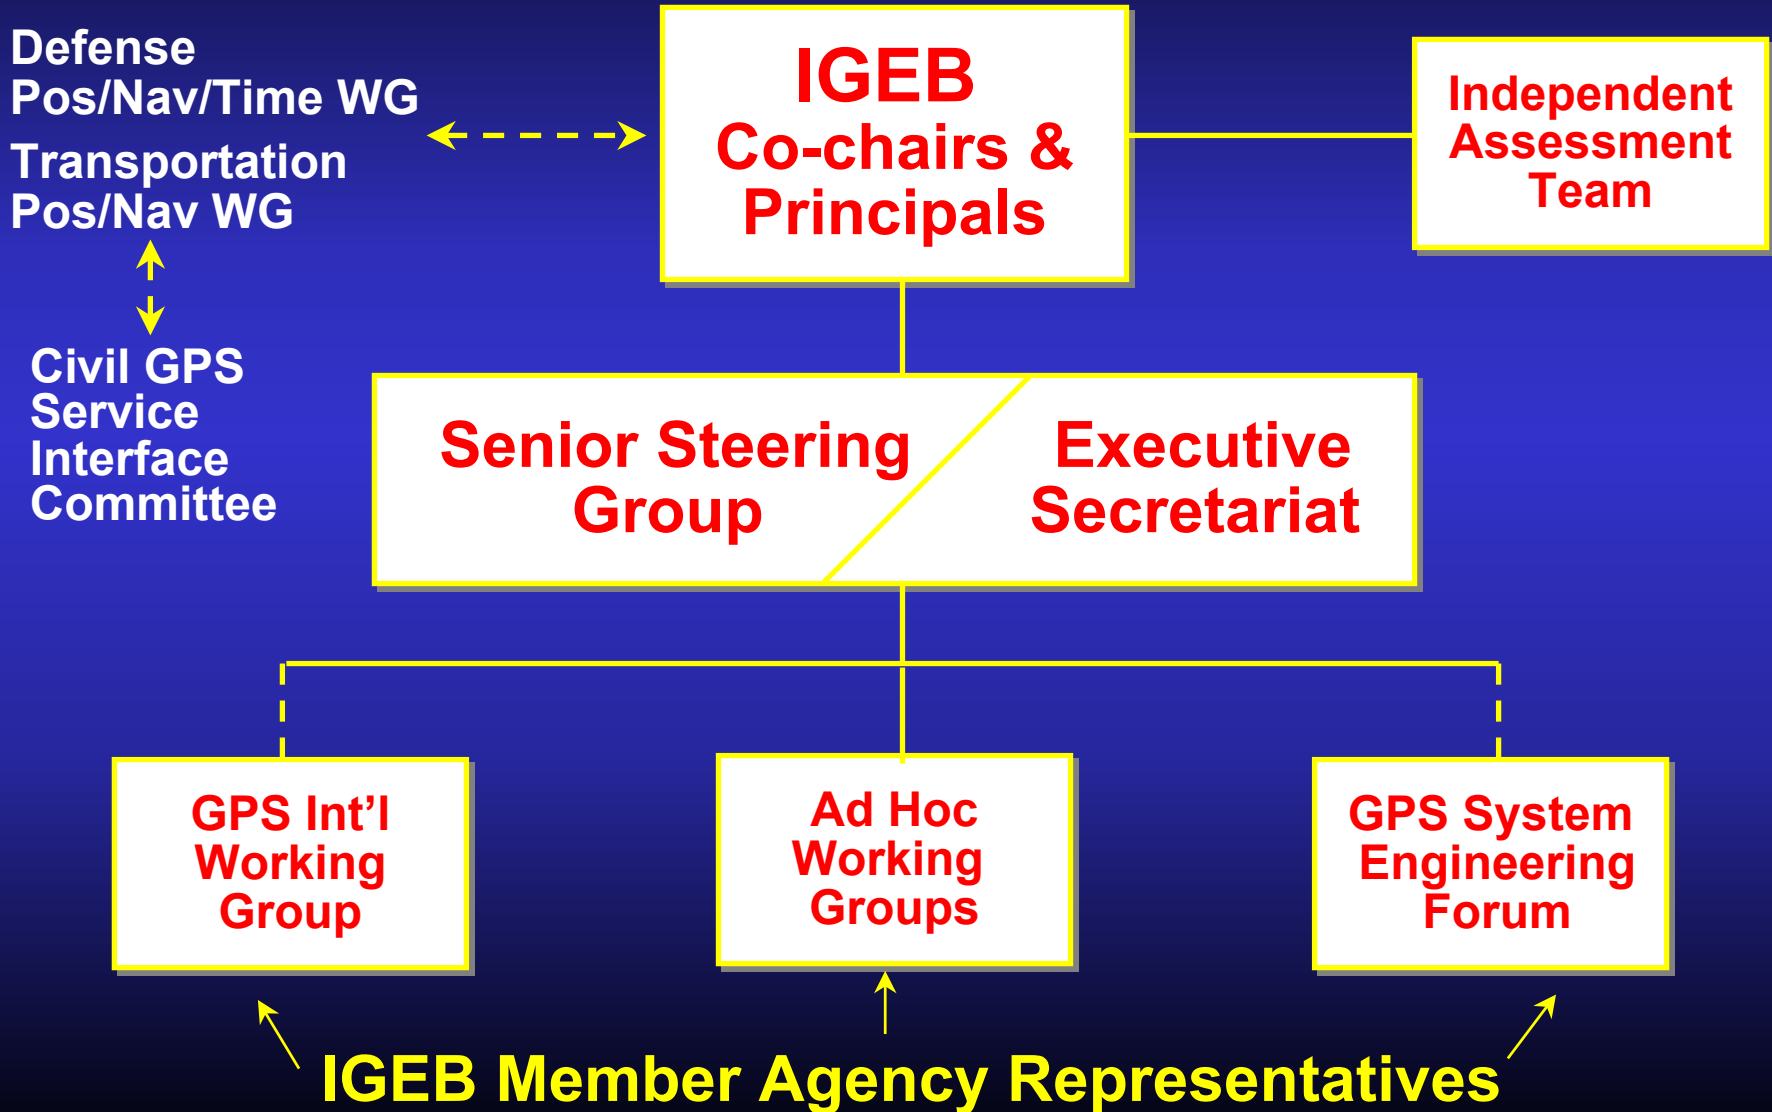 Defense
Pos/Nav/Time WG
Transportation
Pos/Nav WG
Civil GPS
Service
Interface
Committee
IGEB
Co-chairs &
Principals
Independent
Assessment
Team
Senior Steering
Group
Executive
Secretariat
GPS Int’l
Working
Group
Ad Hoc
Working
Groups
GPS System
Engineering
Forum
IGEB Member Agency Representatives